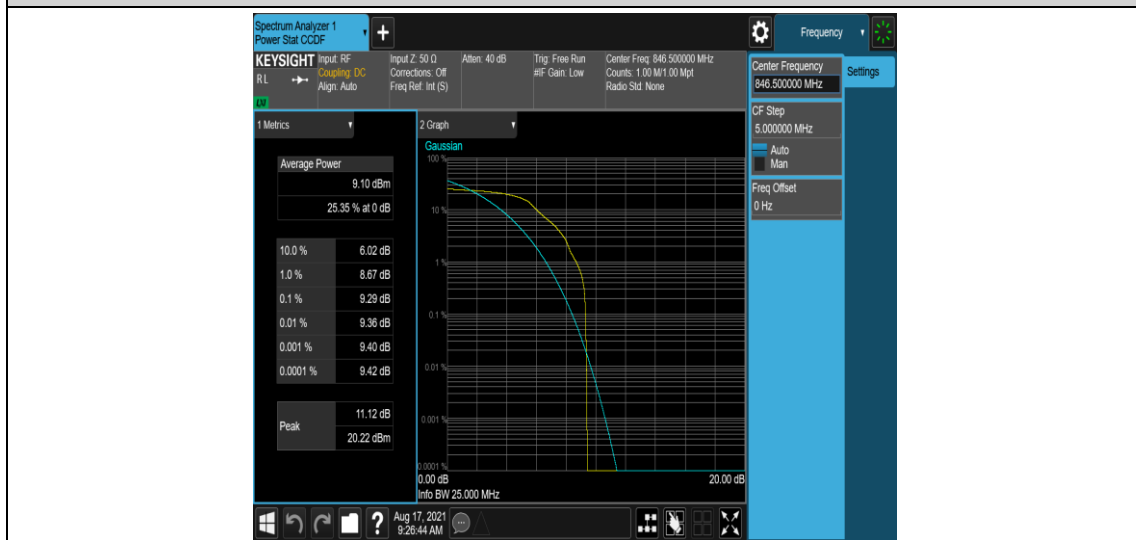 Spectrum Analyzer 1
Power Stat CCDF
+
Frequency
KEYSIGHT
RL
LXI
Input: RF
Coupling: DC
Align: Auto
Input Z: 50 Ω
Corrections: Off
Freq Ref: Int (S)
Atten: 40 dB
Trig: Free Run
#IF Gain: Low
Center Freq: 846.500000 MHz
Counts: 1.00 M/1.00 Mpt
Radio Std: None
Center Frequency
846.500000 MHz
Settings
CF Step
5.000000 MHz
Auto
Man
Freq Offset
0 Hz
1 Metrics
Average Power
9.10 dBm
25.35 % at 0 dB
10.0 % 6.02 dB
1.0 % 8.67 dB
0.1 % 9.29 dB
0.01 % 9.36 dB
0.001 % 9.40 dB
0.0001 % 9.42 dB
Peak
11.12 dB
20.22 dBm
2 Graph
Gaussian
100 %
10 %
1 %
0.1 %
0.01 %
0.001 %
0.0001 %
0.00 dB 20.00 dB
Info BW 25.000 MHz
?
Aug 17, 2021
9:26:44 AM